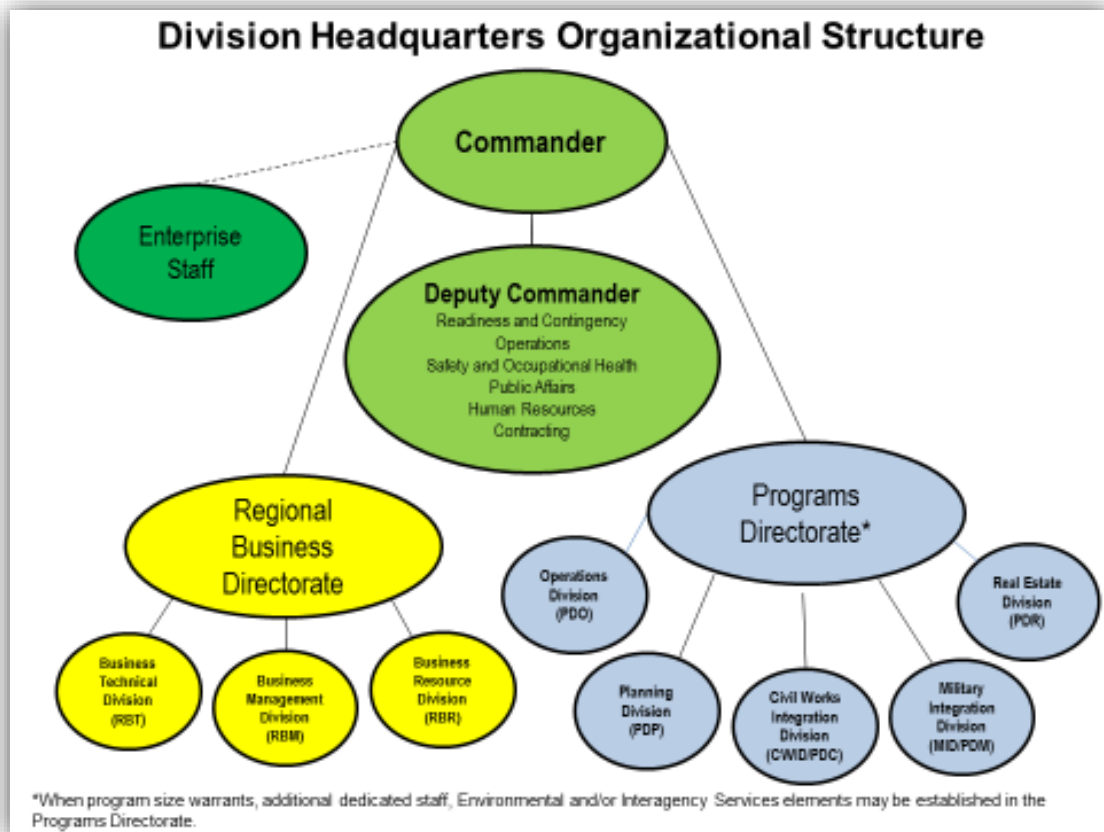 Division Headquarters Organizational Structure
Commander
Enterprise
Staff
Deputy Commander
Readiness and Contingency
Operations
Safety and Occupational Health
Public Affairs
Human Resources
Contracting
Regional
Business
Directorate
Programs
Directorate*
Business
Technical
Division
(RBT)
Business
Management
Division
(RBM)
Business
Resource
Division
(RBR)
Operations
Division
(PDO)
Planning
Division
(PDP)
Civil Works
Integration
Division
(CWID/PDC)
Military
Integration
Division
(MID/PDM)
Real Estate
Division
(PDR)
*When program size warrants, additional dedicated staff, Environmental and/or Interagency Services elements may be established in the
Programs Directorate.